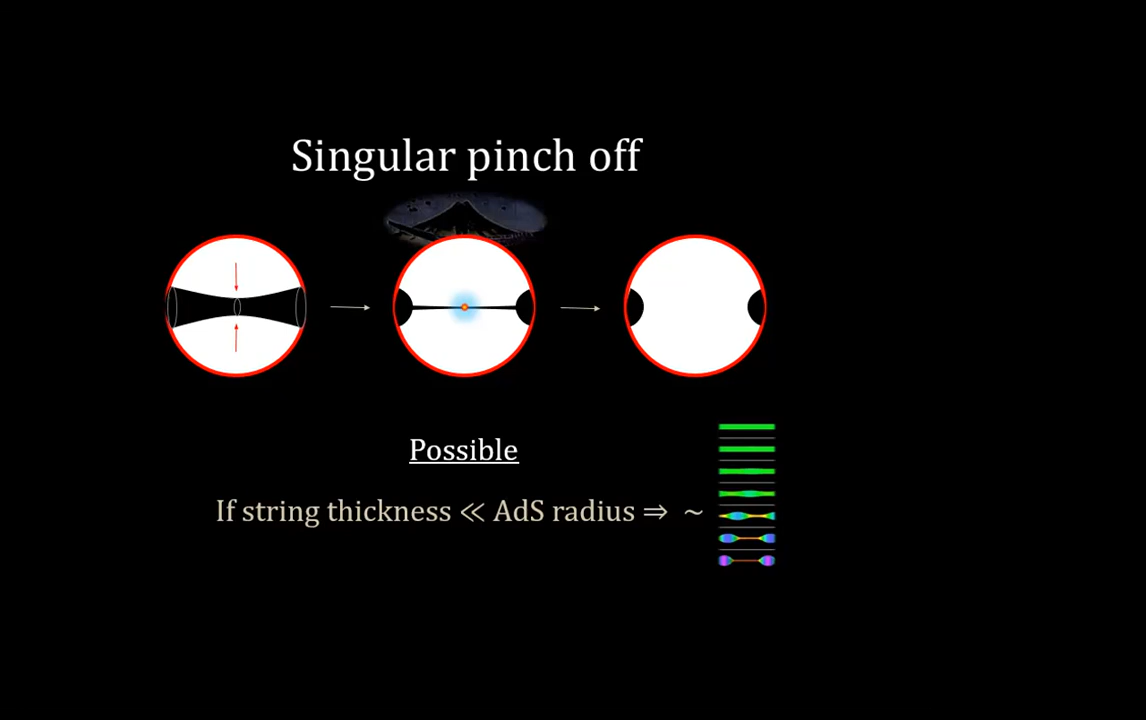 Singular pinch off
Possible
If string thickness ≪ AdS radius ⇒ ~